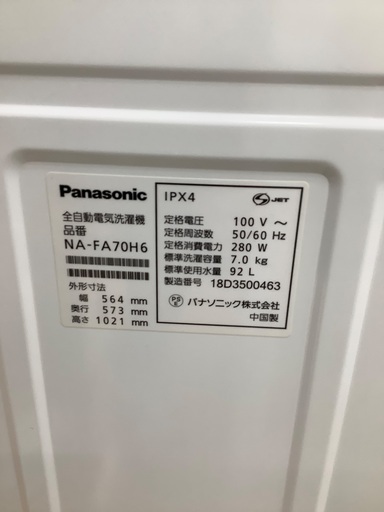 Panasonic
全自動電気洗濯機
品番
NA-FA70H6
外形寸法
幅 564 mm
奥行 573 mm
高さ 1021 mm
IPX4
S JET
定格電圧 100 V ～
定格周波数 50/60 Hz
定格消費電力 280 W
標準洗濯容量 7.0 kg
標準使用水量 92 L
製造番号 18D3500463
PS E パナソニック株式会社
中国製